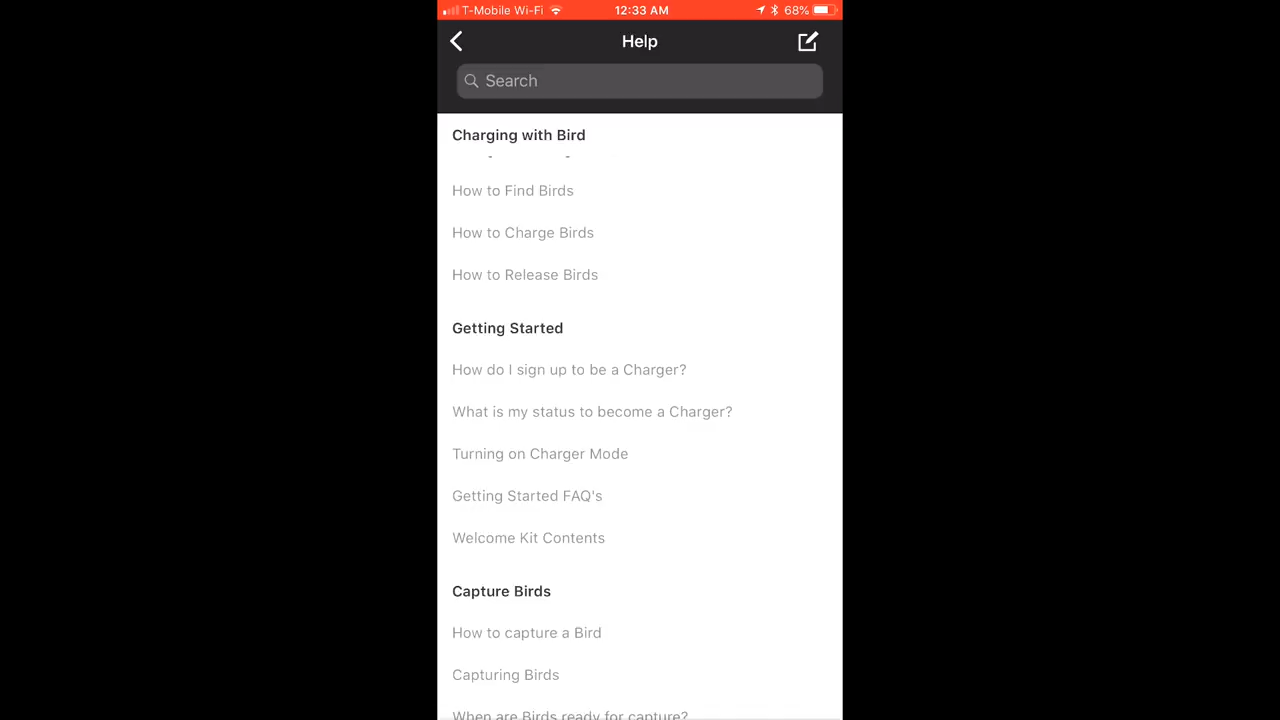 T-Mobile Wi-Fi 12:33 AM 68%
Help
Search
Charging with Bird
How to Find Birds
How to Charge Birds
How to Release Birds
Getting Started
How do I sign up to be a Charger?
What is my status to become a Charger?
Turning on Charger Mode
Getting Started FAQ's
Welcome Kit Contents
Capture Birds
How to capture a Bird
Capturing Birds
When are Birds ready for capture?